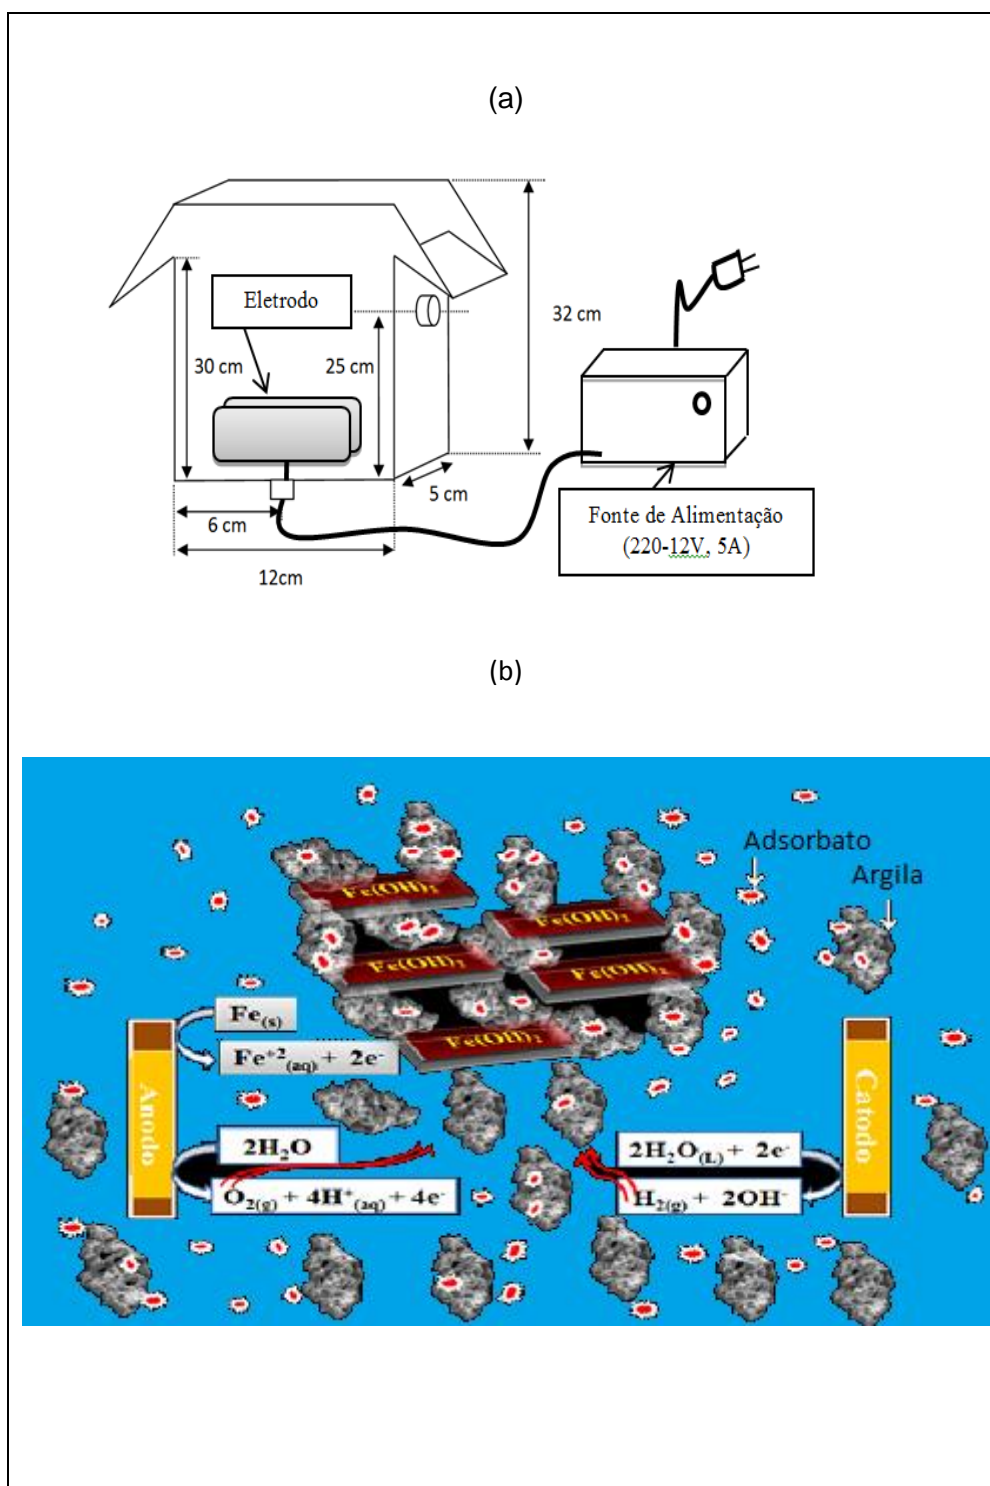 (a)
Eletrodo
30 cm
25 cm
32 cm
5 cm
6 cm
12cm
Fonte de Alimentação
(220-12V, 5A)
(b)
Adsorbato
Argila
Fe(OH)₂
Fe(OH)₂
Fe(OH)₂
Fe(OH)₂
Fe(OH)₂
Fe(s)
Fe⁺²(aq) + 2e⁻
Anodo
2H₂O
O₂(g) + 4H⁺(aq) + 4e⁻
2H₂O(L) + 2e⁻
H₂(g) + 2OH⁻
Catodo